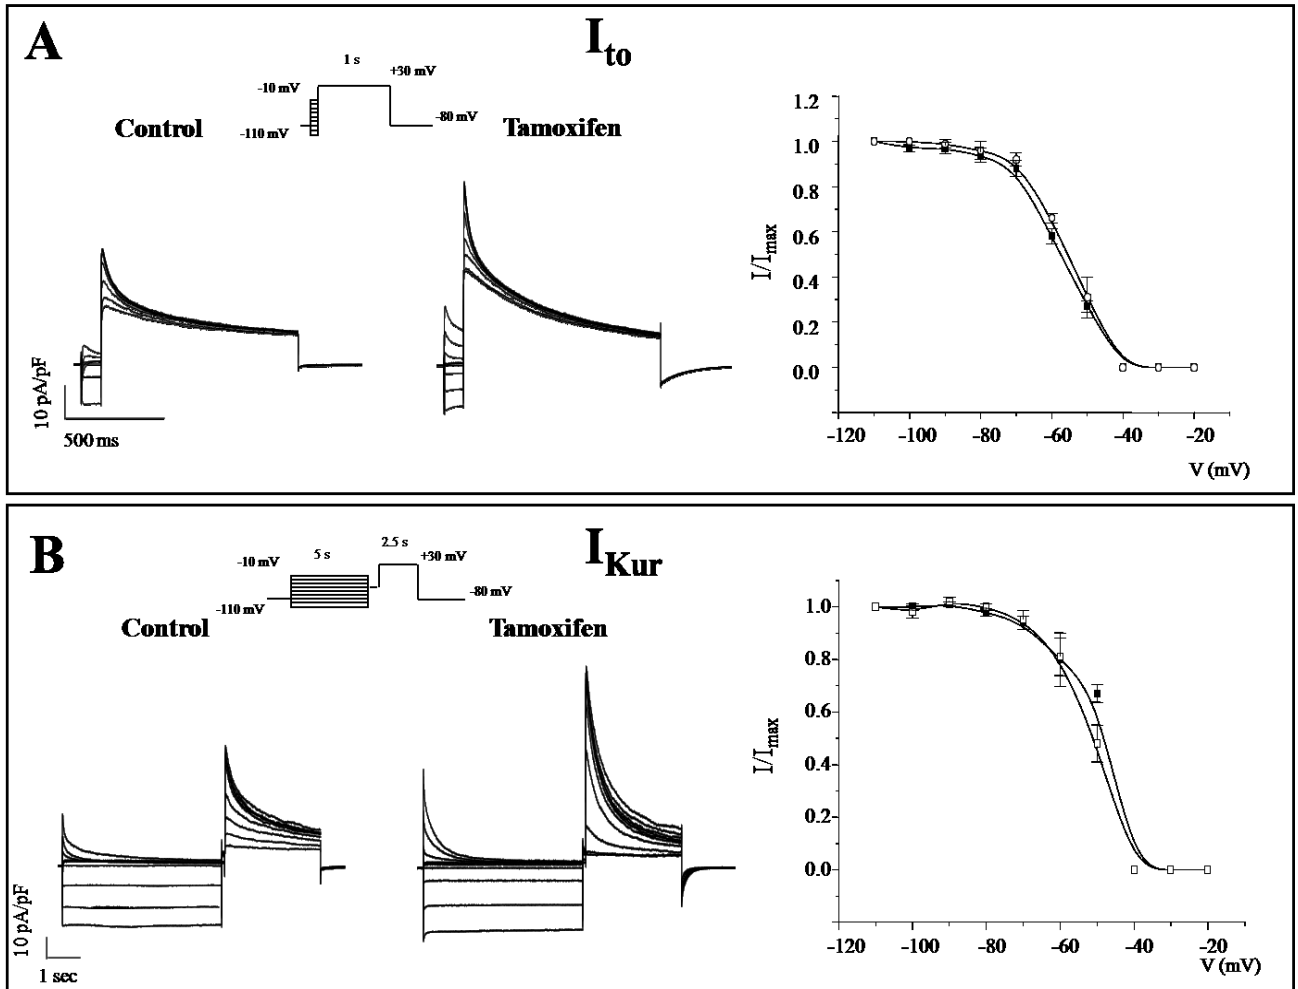 A
I_to
1 s
-10 mV
+30 mV
-110 mV
-80 mV
Control
Tamoxifen
10 pA/pF
500 ms
I/I_max
1.2
1.0
0.8
0.6
0.4
0.2
0.0
-120 -100 -80 -60 -40 -20
V (mV)
B
I_Kur
-10 mV
5 s
2.5 s
+30 mV
-110 mV
-80 mV
Control
Tamoxifen
10 pA/pF
1 sec
I/I_max
1.0
0.8
0.6
0.4
0.2
0.0
-120 -100 -80 -60 -40 -20
V (mV)